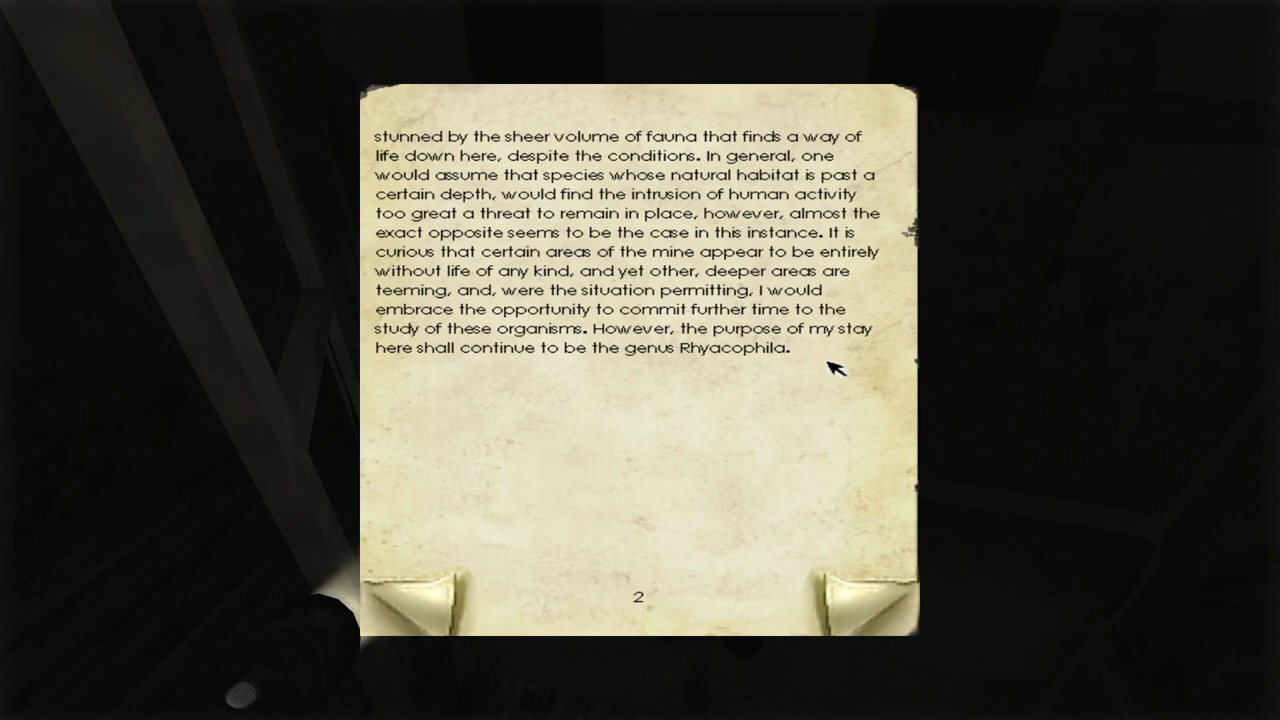 stunned by the sheer volume of fauna that finds a way of
life down here, despite the conditions. In general, one
would assume that species whose natural habitat is past a
certain depth, would find the intrusion of human activity
too great a threat to remain in place, however, almost the
exact opposite seems to be the case in this instance. It is
curious that certain areas of the mine appear to be entirely
without life of any kind, and yet other, deeper areas are
teeming, and, were the situation permitting, I would
embrace the opportunity to commit further time to the
study of these organisms. However, the purpose of my stay
here shall continue to be the genus Rhyacophila.
2